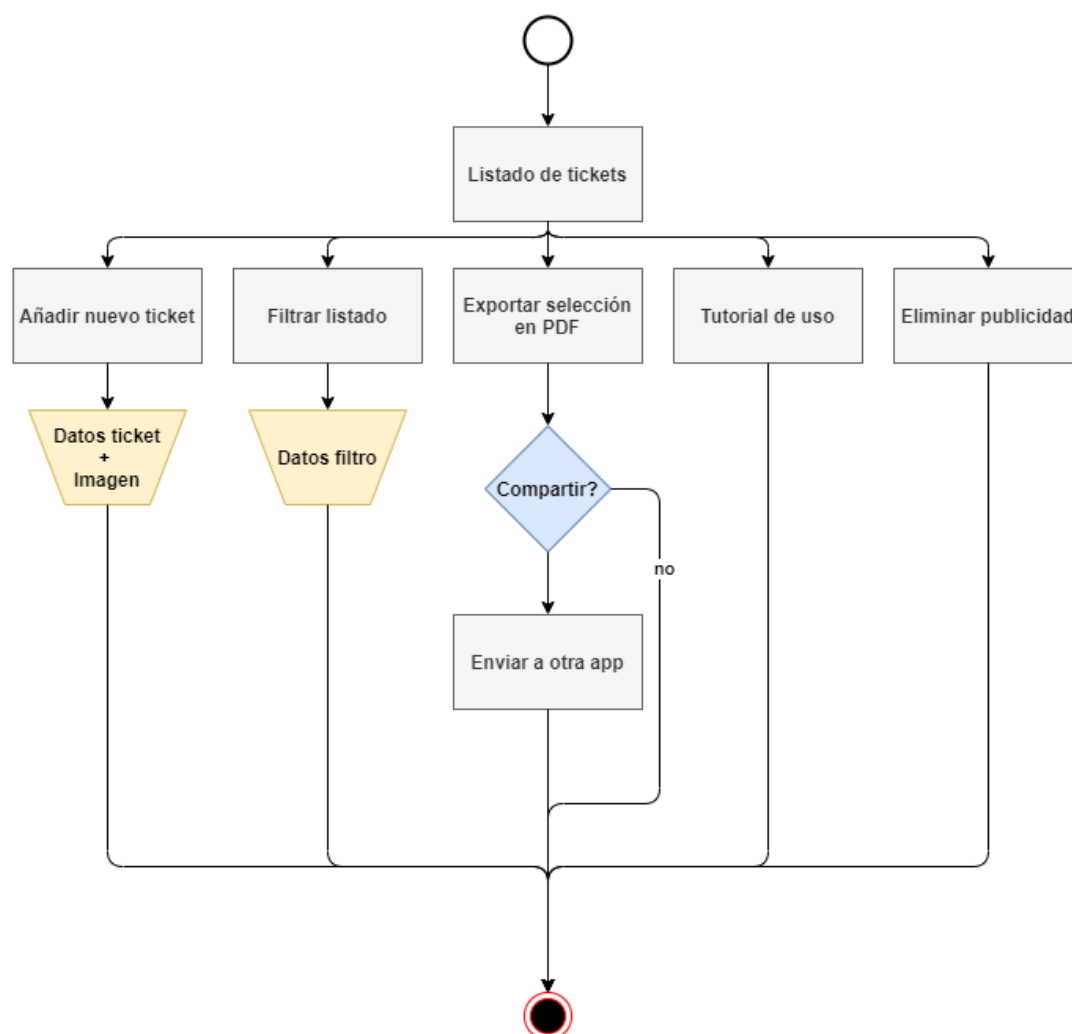 Listado de tickets
Añadir nuevo ticket
Filtrar listado
Exportar selección
en PDF
Tutorial de uso
Eliminar publicidad
Datos ticket
+
Imagen
Datos filtro
Compartir?
no
Enviar a otra app